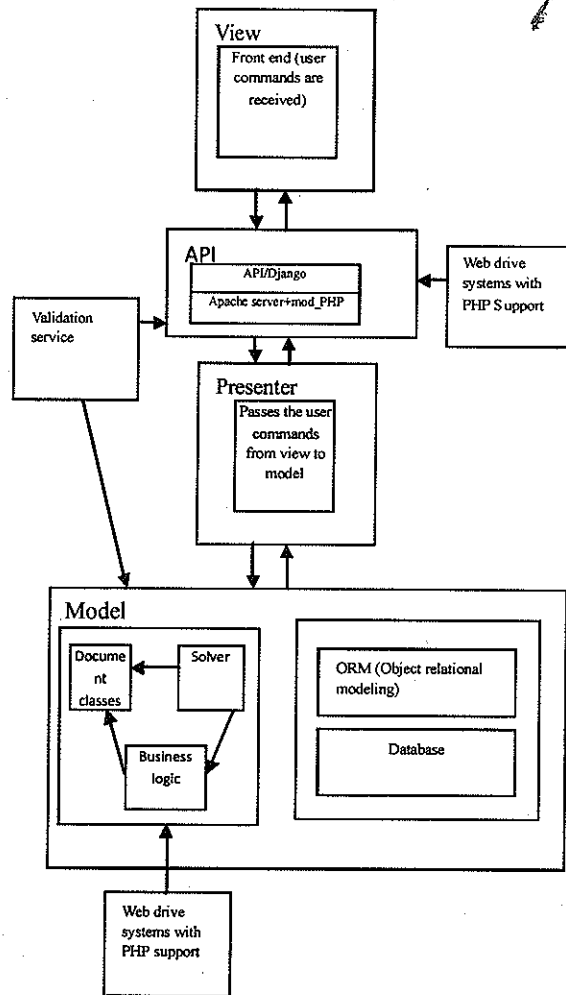 View
Front end (user
commands are
received)
API
API/Django
Apache server+mod_PHP
Web drive
systems with
PHP Support
Validation
service
Presenter
Passes the user
commands
from view to
model
Model
Docume
nt
classes
Solver
Business
logic
ORM (Object relational
modeling)
Database
Web drive
systems with
PHP support